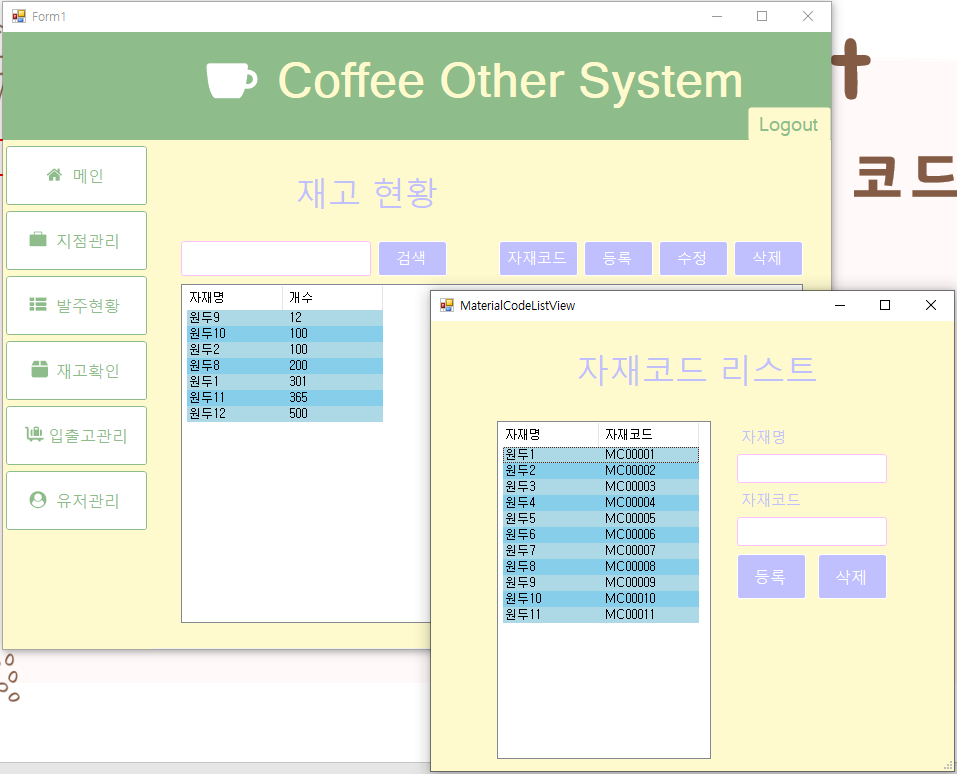 Form1
Coffee Other System
Logout
메인
지점관리
발주현황
재고확인
입출고관리
유저관리
재고 현황
검색 자재코드 등록 수정 삭제
자재명 개수
원두9 12
원두10 100
원두2 100
원두8 200
원두1 301
원두11 365
원두12 500
MaterialCodeListView
자재코드 리스트
자재명 자재코드
원두1 MC00001
원두2 MC00002
원두3 MC00003
원두4 MC00004
원두5 MC00005
원두6 MC00006
원두7 MC00007
원두8 MC00008
원두9 MC00009
원두10 MC00010
원두11 MC00011
자재명
자재코드
등록 삭제
t
코드